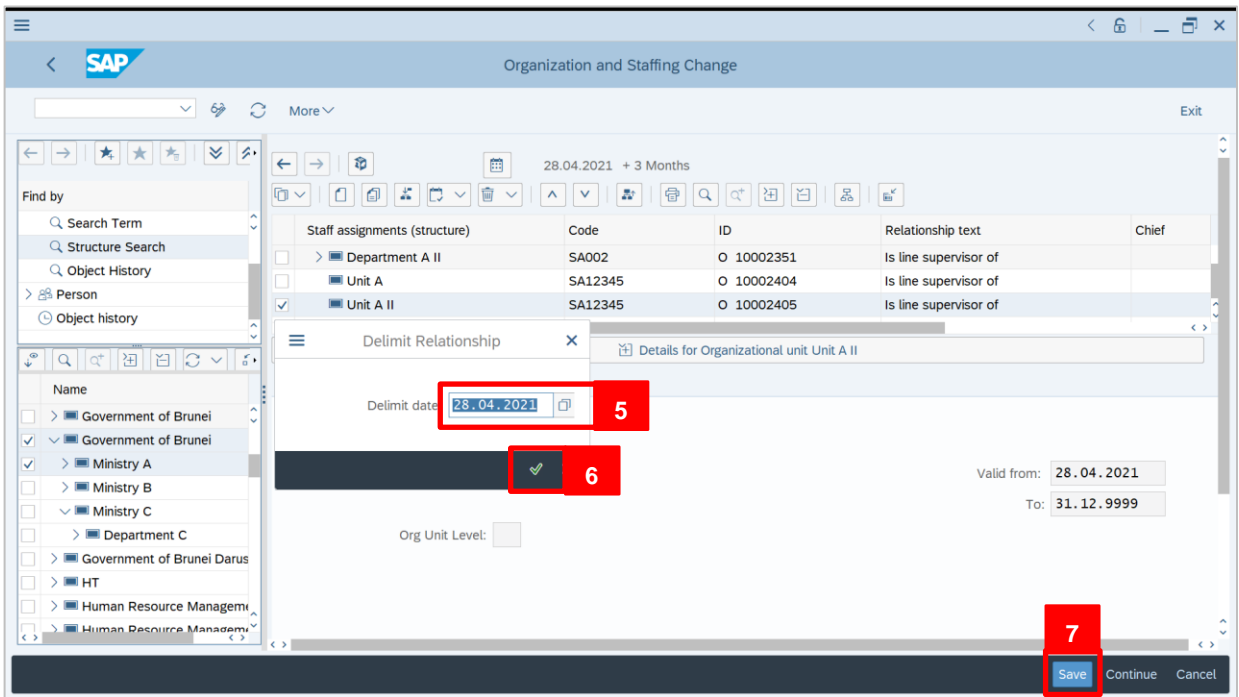 SAP
Organization and Staffing Change
More
Exit
28.04.2021 + 3 Months
Find by
Search Term
Structure Search
Object History
Person
Object history
Staff assignments (structure) Code ID Relationship text Chief
Department A II SA002 O 10002351 Is line supervisor of
Unit A SA12345 O 10002404 Is line supervisor of
Unit A II SA12345 O 10002405 Is line supervisor of
Delimit Relationship
Details for Organizational unit Unit A II
Delimit date 28.04.2021
5
6
Name
Government of Brunei
Government of Brunei
Ministry A
Ministry B
Ministry C
Department C
Government of Brunei Darus
HT
Human Resource Manageme
Human Resource Manageme
Valid from: 28.04.2021
To: 31.12.9999
Org Unit Level:
7
Save Continue Cancel